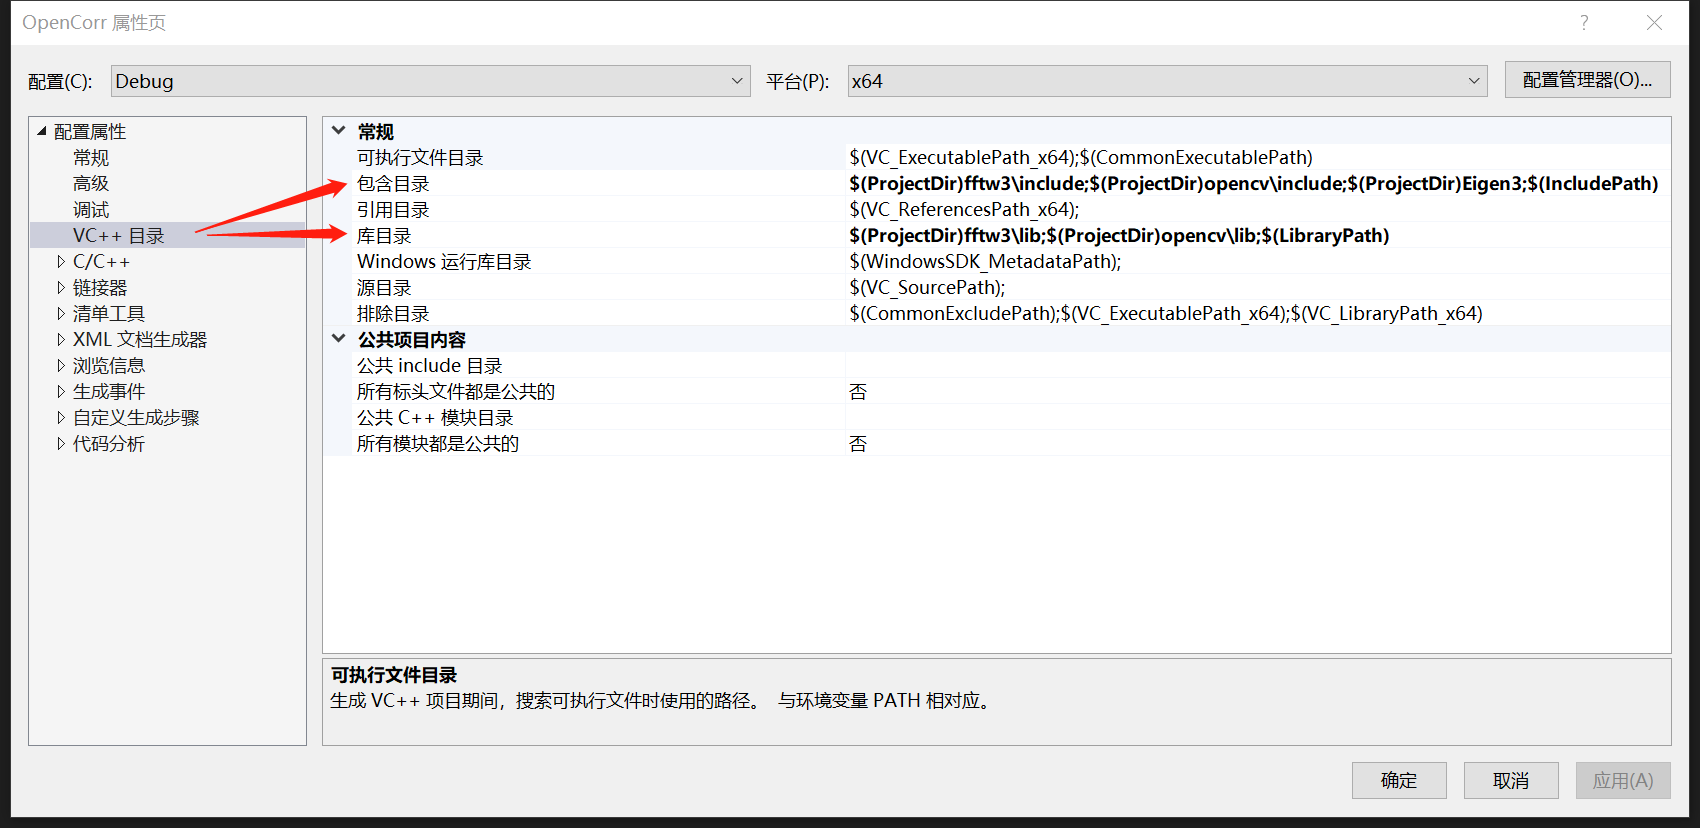 OpenCorr 属性页
配置(C): Debug 平台(P): x64 配置管理器(O)...
配置属性
常规
高级
调试
VC++ 目录
C/C++
链接器
清单工具
XML 文档生成器
浏览信息
生成事件
自定义生成步骤
代码分析
常规
可执行文件目录 $(VC_ExecutablePath_x64);$(CommonExecutablePath)
包含目录 $(ProjectDir)fftw3\include;$(ProjectDir)opencv\include;$(ProjectDir)Eigen3;$(IncludePath)
引用目录 $(VC_ReferencesPath_x64);
库目录 $(ProjectDir)fftw3\lib;$(ProjectDir)opencv\lib;$(LibraryPath)
Windows 运行库目录 $(WindowsSDK_MetadataPath);
源目录 $(VC_SourcePath);
排除目录 $(CommonExcludePath);$(VC_ExecutablePath_x64);$(VC_LibraryPath_x64)
公共项目内容
公共 include 目录
所有标头文件都是公共的 否
公共 C++ 模块目录
所有模块都是公共的 否
可执行文件目录
生成 VC++ 项目期间，搜索可执行文件时使用的路径。 与环境变量 PATH 相对应。
确定 取消 应用(A)